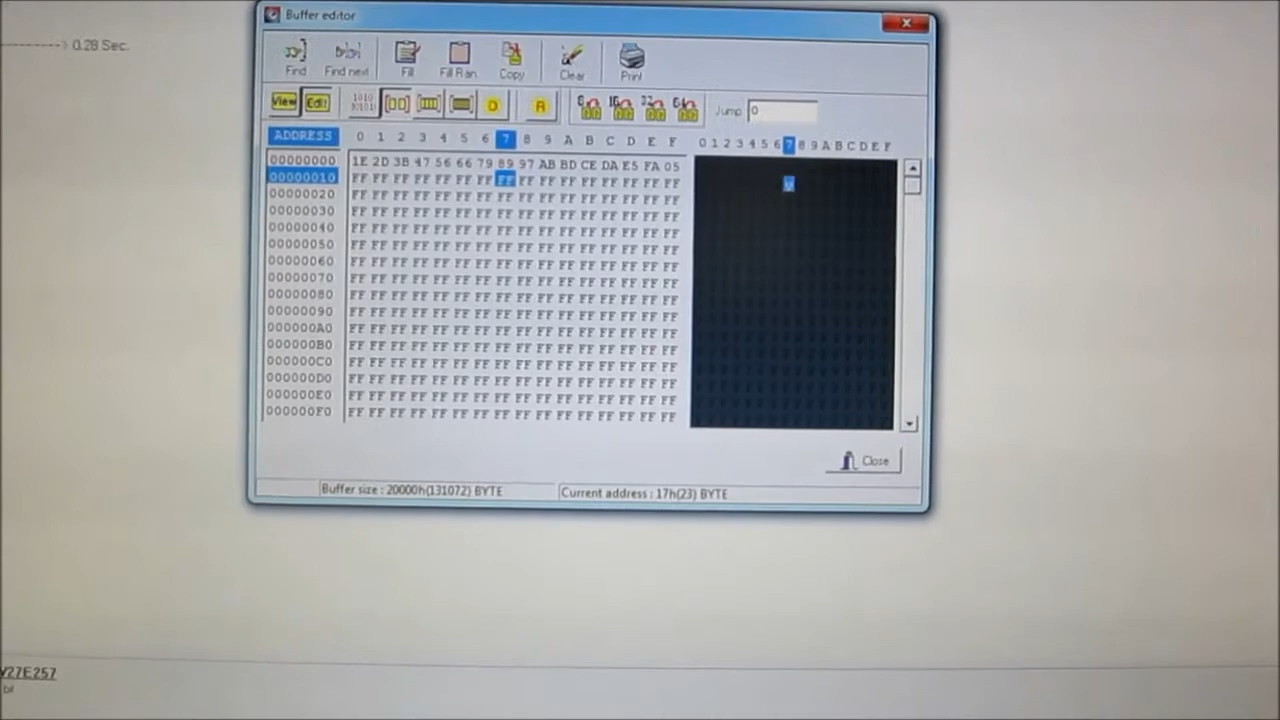 Buffer editor
0.28 Sec.
Find Find next Fill Fill Ran. Copy Clear Print
View Edit 1010 10101 D R 8 16 32 64 Jump 0
ADDRESS 0 1 2 3 4 5 6 7 8 9 A B C D E F 0 1 2 3 4 5 6 7 8 9 A B C D E F
00000000 1E 2D 3B 47 56 66 79 89 97 AB BD CE DA E5 FA 05
00000010 FF FF FF FF FF FF FF FF FF FF FF FF FF FF FF FF
00000020 FF FF FF FF FF FF FF FF FF FF FF FF FF FF FF FF
00000030 FF FF FF FF FF FF FF FF FF FF FF FF FF FF FF FF
00000040 FF FF FF FF FF FF FF FF FF FF FF FF FF FF FF FF
00000050 FF FF FF FF FF FF FF FF FF FF FF FF FF FF FF FF
00000060 FF FF FF FF FF FF FF FF FF FF FF FF FF FF FF FF
00000070 FF FF FF FF FF FF FF FF FF FF FF FF FF FF FF FF
00000080 FF FF FF FF FF FF FF FF FF FF FF FF FF FF FF FF
00000090 FF FF FF FF FF FF FF FF FF FF FF FF FF FF FF FF
000000A0 FF FF FF FF FF FF FF FF FF FF FF FF FF FF FF FF
000000B0 FF FF FF FF FF FF FF FF FF FF FF FF FF FF FF FF
000000C0 FF FF FF FF FF FF FF FF FF FF FF FF FF FF FF FF
000000D0 FF FF FF FF FF FF FF FF FF FF FF FF FF FF FF FF
000000E0 FF FF FF FF FF FF FF FF FF FF FF FF FF FF FF FF
000000F0 FF FF FF FF FF FF FF FF FF FF FF FF FF FF FF FF
Close
Buffer size : 20000h(131072) BYTE Current address : 17h(23) BYTE
V27E257